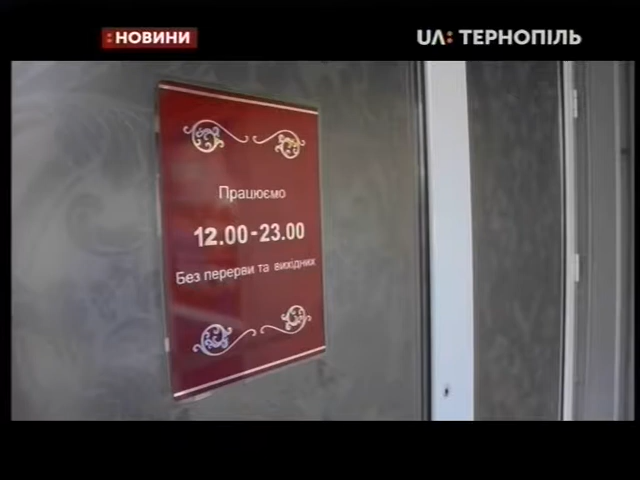 :НОВИНИ
UA: ТЕРНОПІЛЬ
Працюємо
12.00-23.00
Без перерви та вихідних